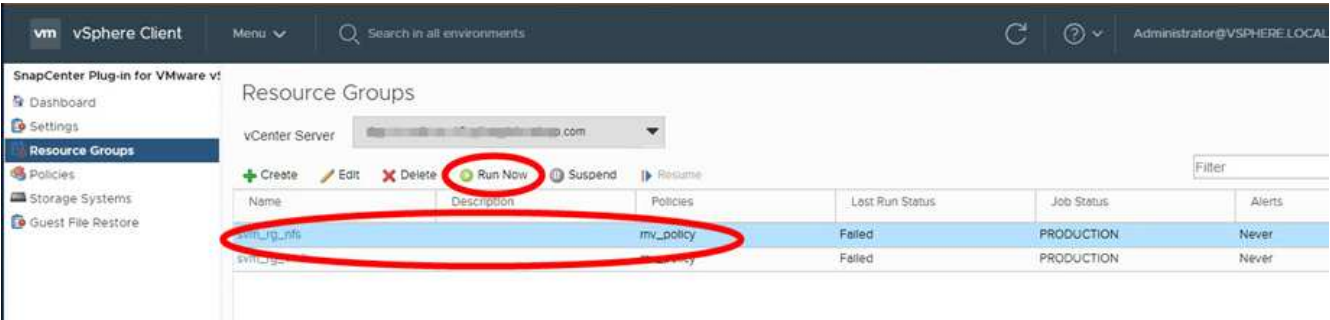 vm vSphere Client Menu Search in all environments Administrator@VSPHERE.LOCAL
SnapCenter Plug-in for VMware vS
Dashboard
Settings
Resource Groups
Policies
Storage Systems
Guest File Restore
Resource Groups
vCenter Server .com
Create Edit Delete Run Now Suspend Resume Filter
Name Description Policies Last Run Status Job Status Alerts
svm_rg_nfs mv_policy Failed PRODUCTION Never
Failed PRODUCTION Never